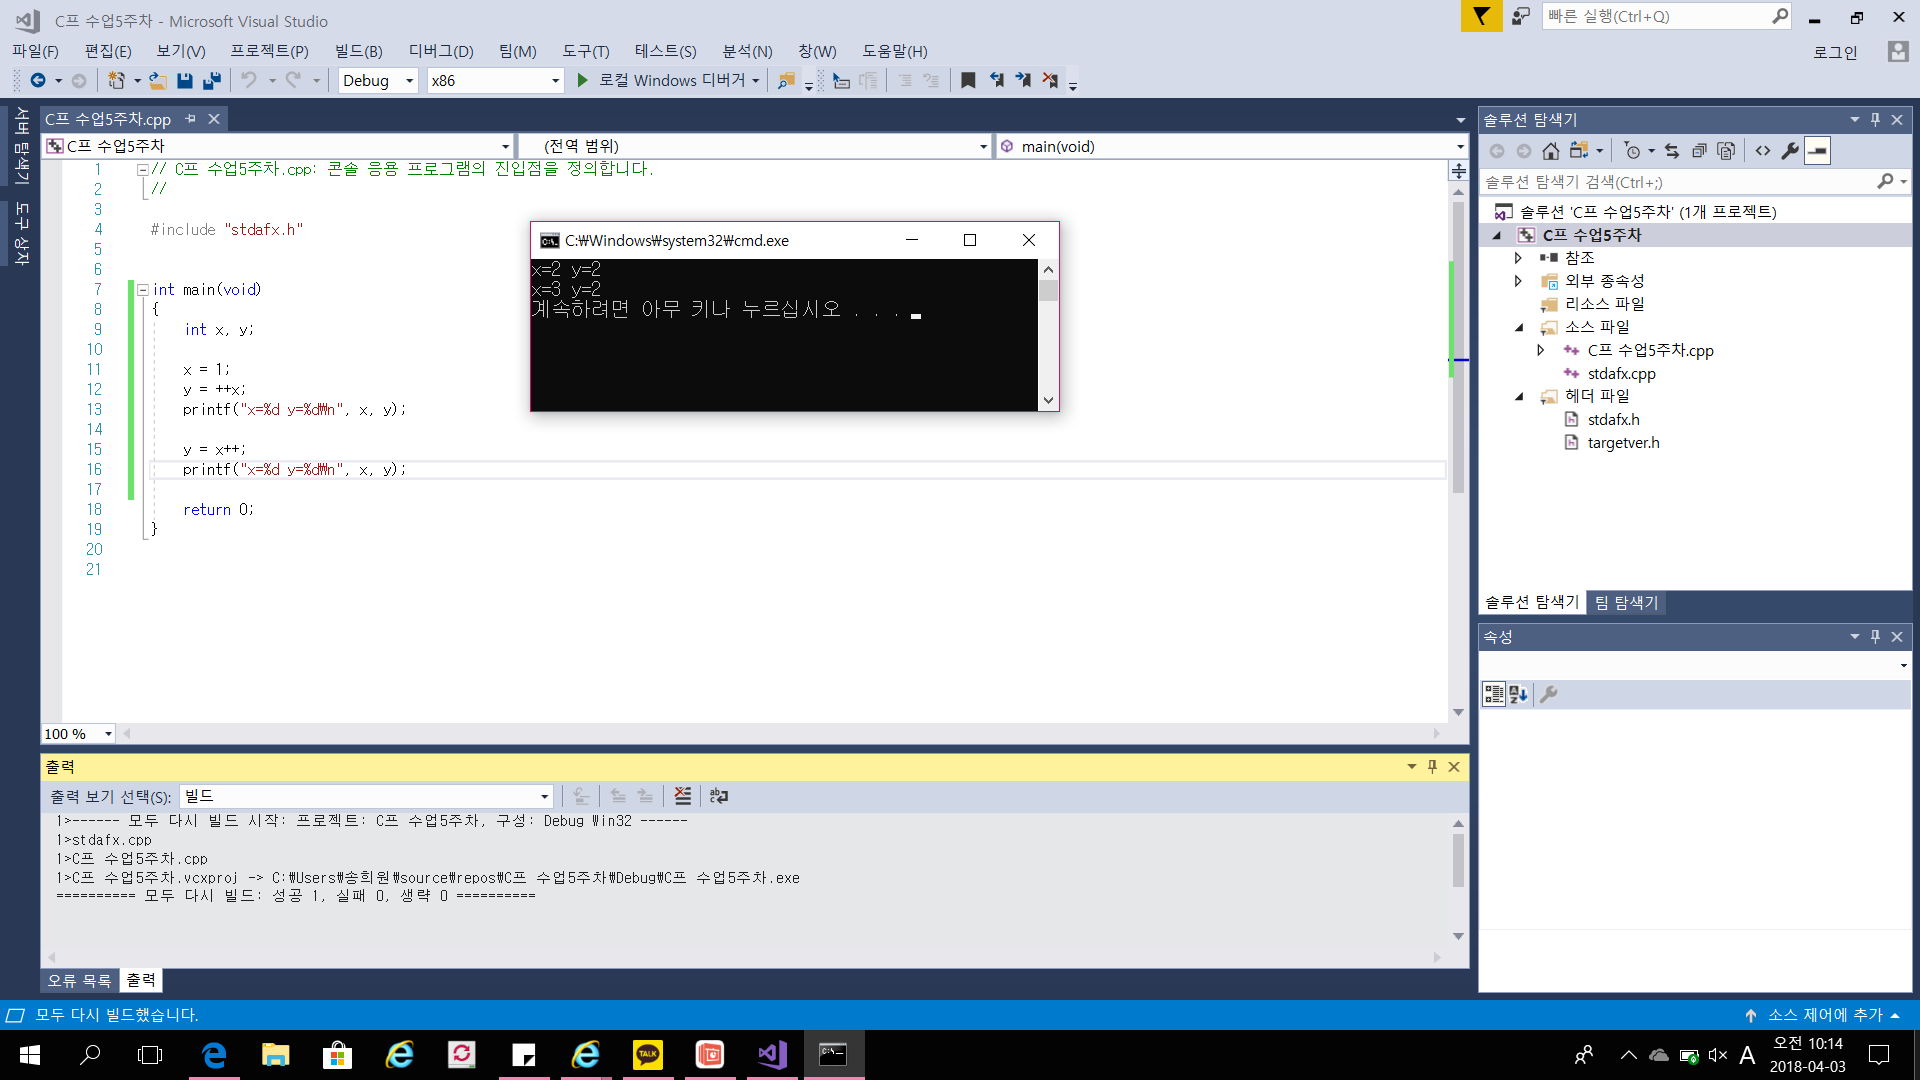 C프 수업5주차 - Microsoft Visual Studio
빠른 실행(Ctrl+Q)
파일(F) 편집(E) 보기(V) 프로젝트(P) 빌드(B) 디버그(D) 팀(M) 도구(T) 테스트(S) 분석(N) 창(W) 도움말(H)
로그인
Debug x86 로컬 Windows 디버거
서버 탐색기
도구 상자
C프 수업5주차.cpp
C프 수업5주차 (전역 범위) main(void)
1 // C프 수업5주차.cpp: 콘솔 응용 프로그램의 진입점을 정의합니다.
2 //
3
4 #include "stdafx.h"
5
6
7 int main(void)
8 {
9 int x, y;
10
11 x = 1;
12 y = ++x;
13 printf("x=%d y=%d₩n", x, y);
14
15 y = x++;
16 printf("x=%d y=%d₩n", x, y);
17
18 return 0;
19 }
20
21
C:₩Windows₩system32₩cmd.exe
x=2 y=2
x=3 y=2
계속하려면 아무 키나 누르십시오 . . .
100 %
출력
출력 보기 선택(S): 빌드
1>------ 모두 다시 빌드 시작: 프로젝트: C프 수업5주차, 구성: Debug Win32 ------
1>stdafx.cpp
1>C프 수업5주차.cpp
1>C프 수업5주차.vcxproj -> C:₩Users₩송희원₩source₩repos₩C프 수업5주차₩Debug₩C프 수업5주차.exe
========== 모두 다시 빌드: 성공 1, 실패 0, 생략 0 ==========
오류 목록 출력
솔루션 탐색기
솔루션 탐색기 검색(Ctrl+;)
솔루션 'C프 수업5주차' (1개 프로젝트)
C프 수업5주차
참조
외부 종속성
리소스 파일
소스 파일
C프 수업5주차.cpp
stdafx.cpp
헤더 파일
stdafx.h
targetver.h
솔루션 탐색기 팀 탐색기
속성
모두 다시 빌드했습니다.
소스 제어에 추가
TALK
A
오전 10:14
2018-04-03